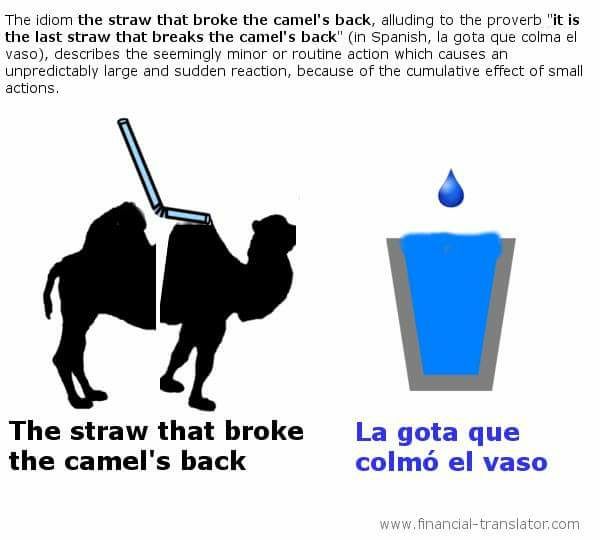 The idiom the straw that broke the camel's back, alluding to the proverb "it is
the last straw that breaks the camel's back" (in Spanish, la gota que colma el
vaso), describes the seemingly minor or routine action which causes an
unpredictably large and sudden reaction, because of the cumulative effect of small
actions.
The straw that broke
the camel's back
La gota que
colmó el vaso
www.financial-translator.com